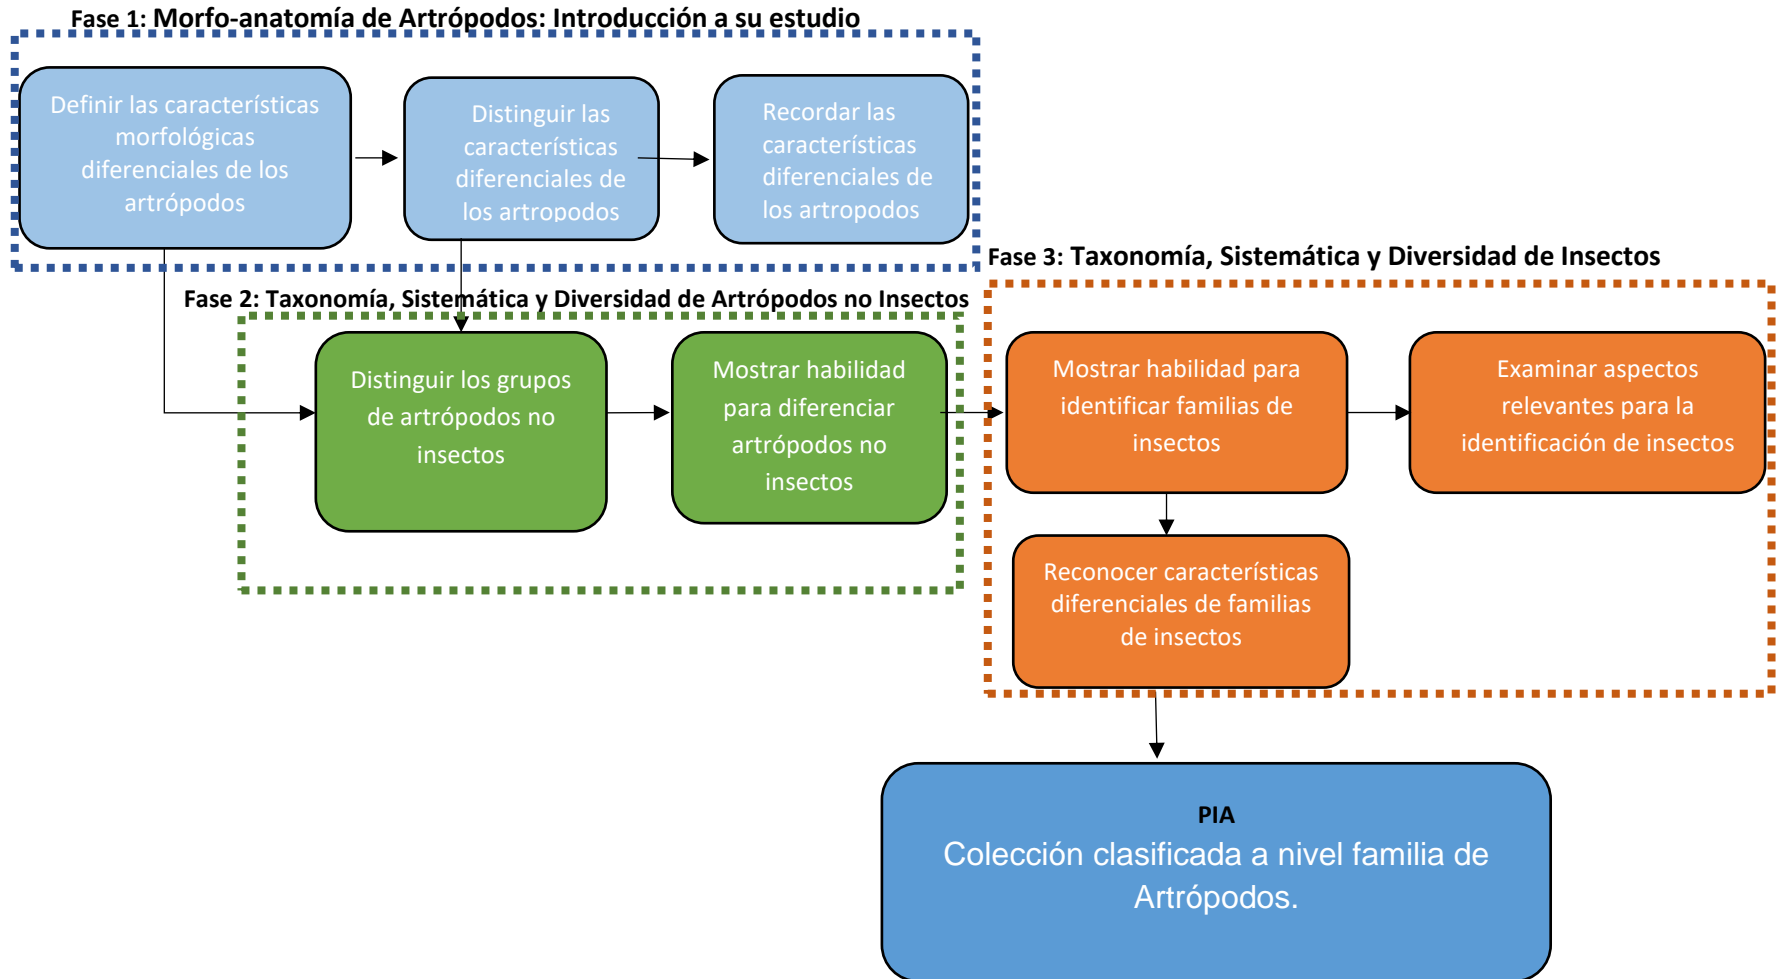 Fase 1: Morfo-anatomía de Artrópodos: Introducción a su estudio
Definir las características
morfológicas
diferenciales de los
artrópodos
Distinguir las
características
diferenciales de
los artropodos
Recordar las
características
diferenciales de
los artropodos
Fase 2: Taxonomía, Sistemática y Diversidad de Artrópodos no Insectos
Distinguir los grupos
de artrópodos no
insectos
Mostrar habilidad
para diferenciar
artrópodos no
insectos
Fase 3: Taxonomía, Sistemática y Diversidad de Insectos
Mostrar habilidad para
identificar familias de
insectos
Examinar aspectos
relevantes para la
identificación de insectos
Reconocer características
diferenciales de familias
de insectos
PIA
Colección clasificada a nivel familia de
Artrópodos.